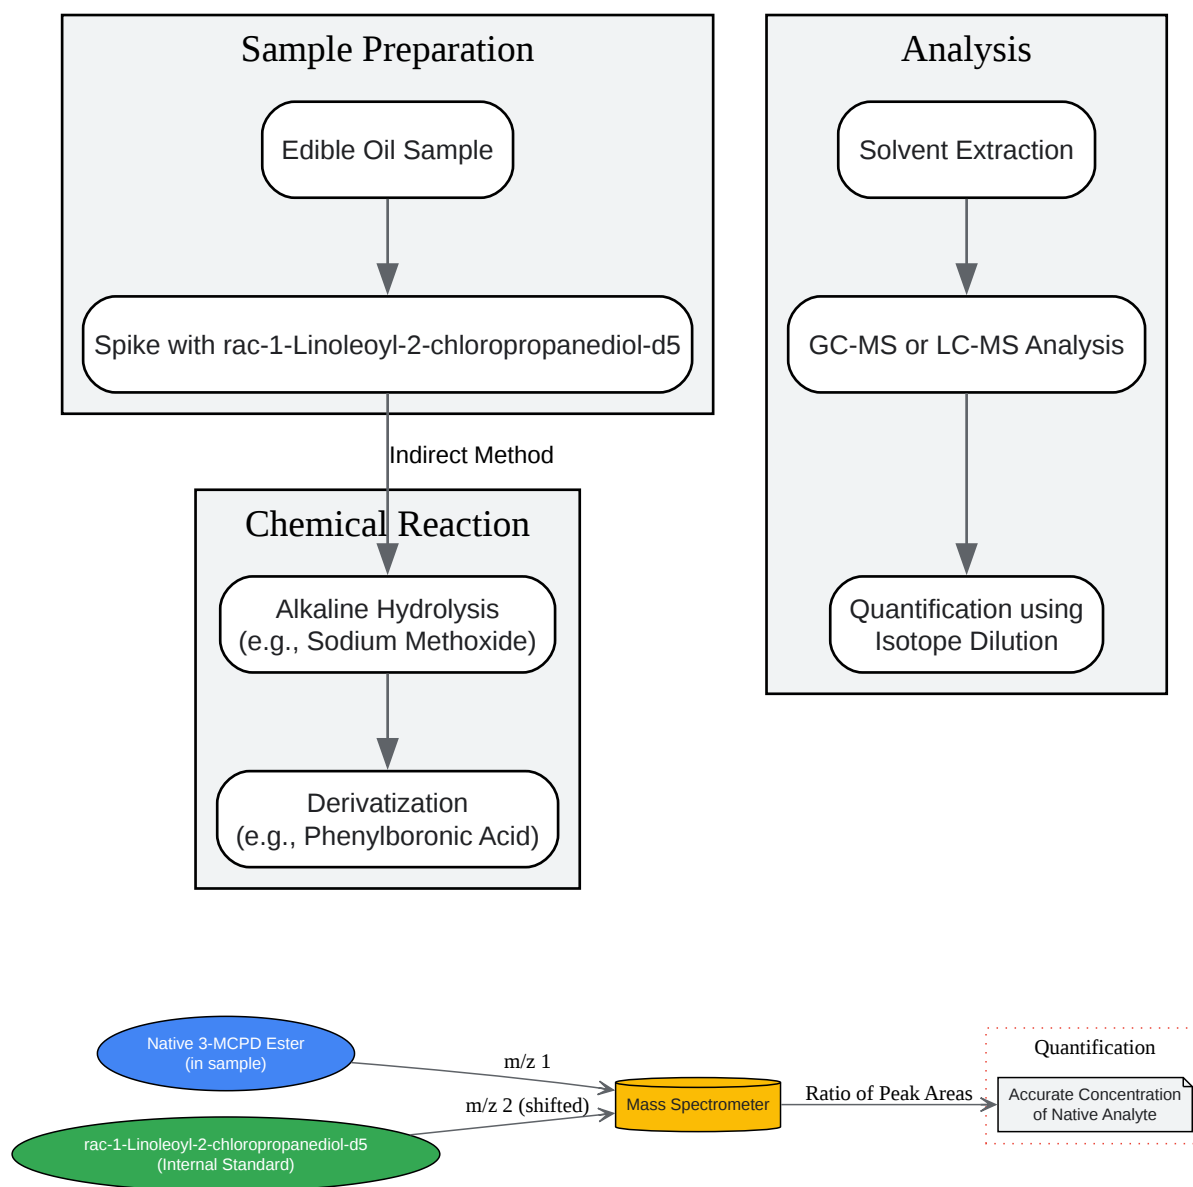 Sample Preparation
Edible Oil Sample
Spike with rac-1-Linoleoyl-2-chloropropanediol-d5
Indirect Method
Chemical Reaction
Alkaline Hydrolysis
(e.g., Sodium Methoxide)
Derivatization
(e.g., Phenylboronic Acid)
Analysis
Solvent Extraction
GC-MS or LC-MS Analysis
Quantification using
Isotope Dilution
Native 3-MCPD Ester
(in sample)
m/z 1
rac-1-Linoleoyl-2-chloropropanediol-d5
(Internal Standard)
m/z 2 (shifted)
Mass Spectrometer
Ratio of Peak Areas
Quantification
Accurate Concentration
of Native Analyte